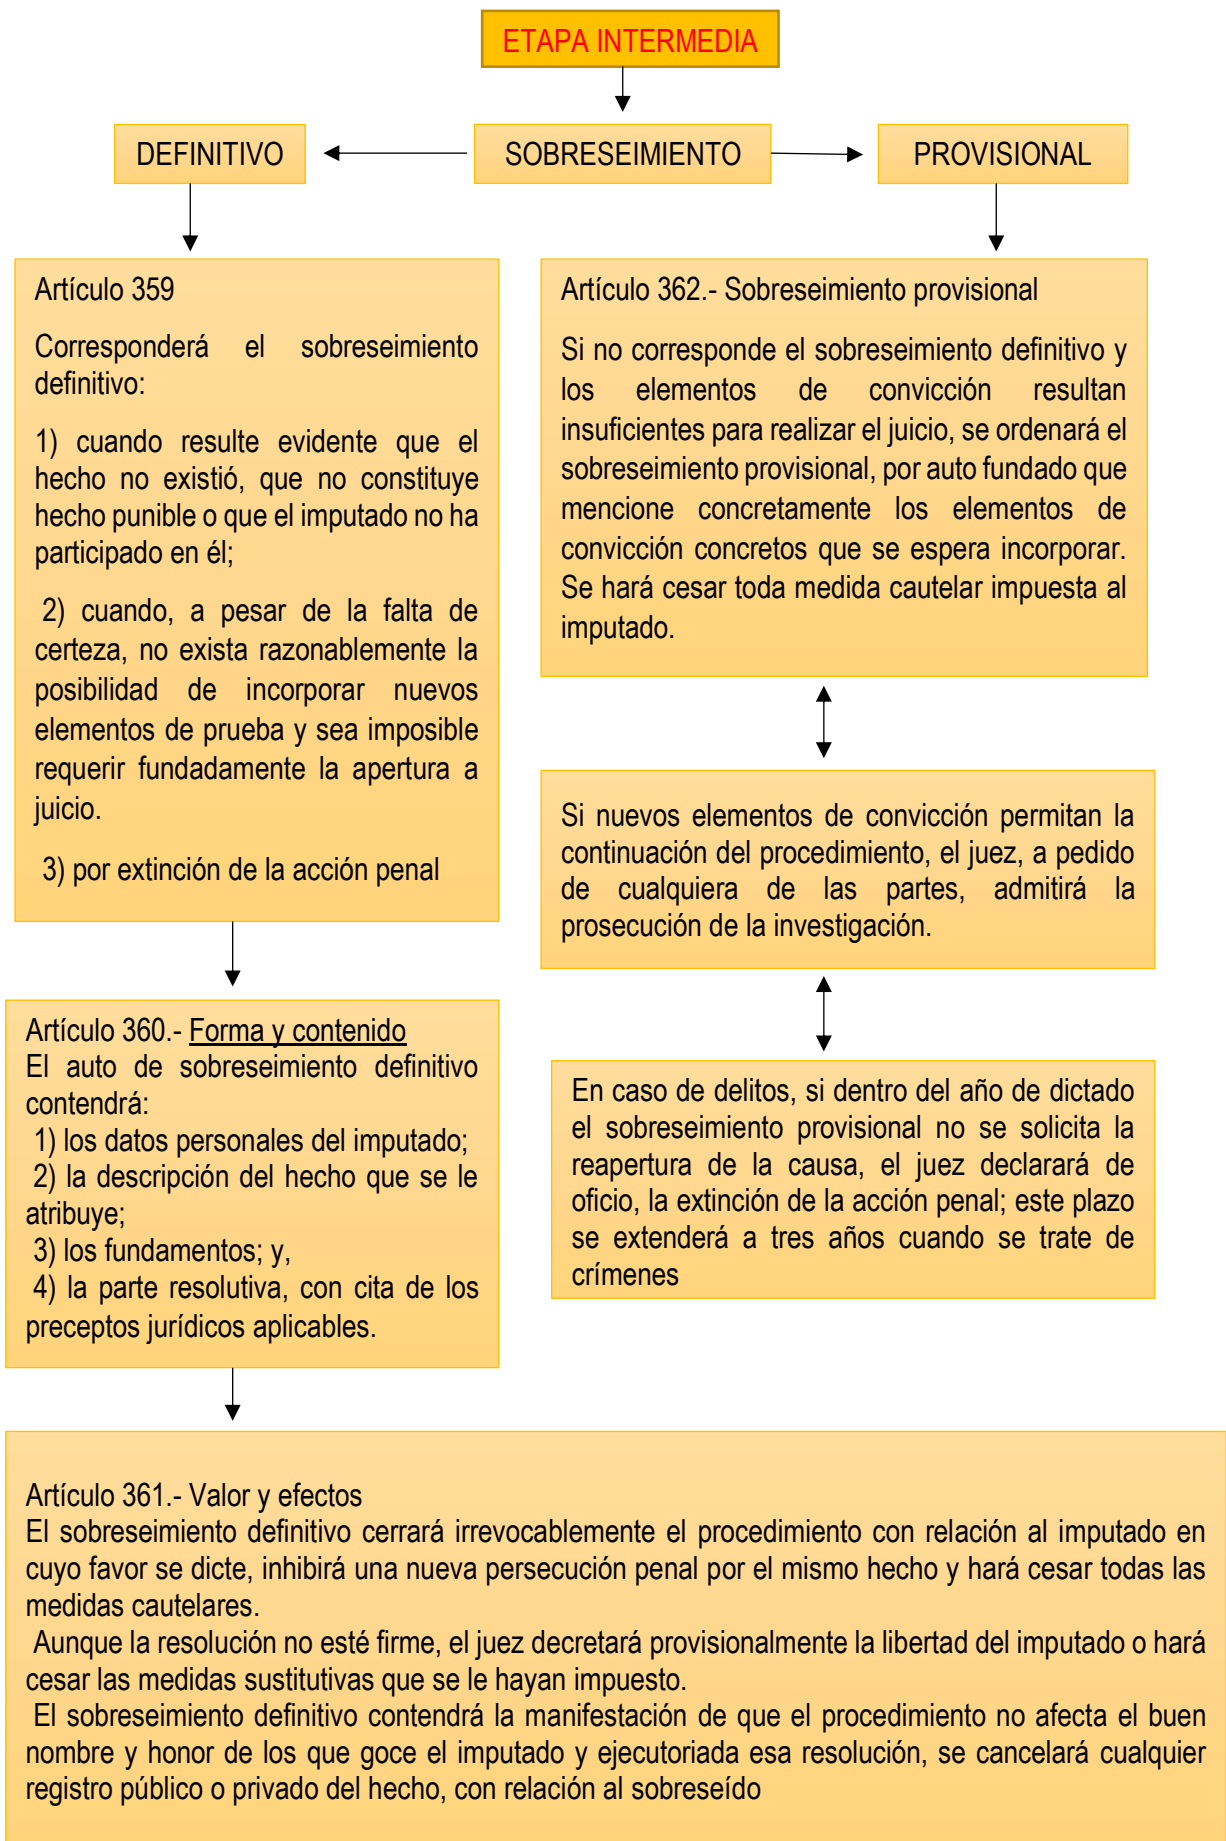 ETAPA INTERMEDIA
DEFINITIVO
SOBRESEIMIENTO
PROVISIONAL
Artículo 359
Corresponderá el sobreseimiento
definitivo:
1) cuando resulte evidente que el
hecho no existió, que no constituye
hecho punible o que el imputado no ha
participado en él;
2) cuando, a pesar de la falta de
certeza, no exista razonablemente la
posibilidad de incorporar nuevos
elementos de prueba y sea imposible
requerir fundadamente la apertura a
juicio.
3) por extinción de la acción penal
Artículo 362.- Sobreseimiento provisional
Si no corresponde el sobreseimiento definitivo y
los elementos de convicción resultan
insuficientes para realizar el juicio, se ordenará el
sobreseimiento provisional, por auto fundado que
mencione concretamente los elementos de
convicción concretos que se espera incorporar.
Se hará cesar toda medida cautelar impuesta al
imputado.
Si nuevos elementos de convicción permitan la
continuación del procedimiento, el juez, a pedido
de cualquiera de las partes, admitirá la
prosecución de la investigación.
En caso de delitos, si dentro del año de dictado
el sobreseimiento provisional no se solicita la
reapertura de la causa, el juez declarará de
oficio, la extinción de la acción penal; este plazo
se extenderá a tres años cuando se trate de
crímenes
Artículo 360.- Forma y contenido
El auto de sobreseimiento definitivo
contendrá:
1) los datos personales del imputado;
2) la descripción del hecho que se le
atribuye;
3) los fundamentos; y,
4) la parte resolutiva, con cita de los
preceptos jurídicos aplicables.
Artículo 361.- Valor y efectos
El sobreseimiento definitivo cerrará irrevocablemente el procedimiento con relación al imputado en
cuyo favor se dicte, inhibirá una nueva persecución penal por el mismo hecho y hará cesar todas las
medidas cautelares.
Aunque la resolución no esté firme, el juez decretará provisionalmente la libertad del imputado o hará
cesar las medidas sustitutivas que se le hayan impuesto.
El sobreseimiento definitivo contendrá la manifestación de que el procedimiento no afecta el buen
nombre y honor de los que goce el imputado y ejecutoriada esa resolución, se cancelará cualquier
registro público o privado del hecho, con relación al sobreseído